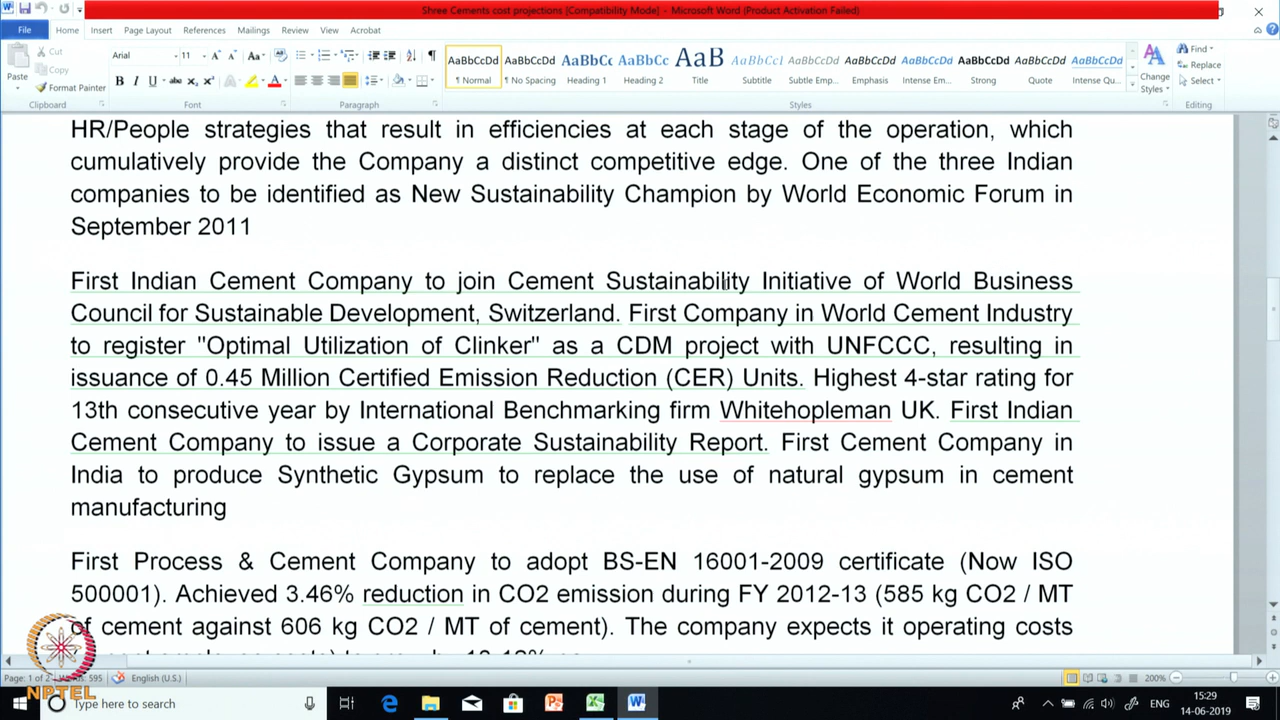 Shree Cements cost projections [Compatibility Mode] - Microsoft Word (Product Activation Failed)
File Home Insert Page Layout References Mailings Review View Acrobat
Cut
Copy
Format Painter
Paste
Clipboard
Arial 11
Font
Paragraph
AaBbCcDd AaBbCcDd AaBbCc AaBbCc AaB AaBbCcI AaBbCcDd AaBbCcDd AaBbCcDd AaBbCcDd AaBbCcDd AaBbCcDd
¶ Normal ¶ No Spacing Heading 1 Heading 2 Title Subtitle Subtle Emp... Emphasis Intense Em... Strong Quote Intense Qu...
Styles
Change Styles
Find
Replace
Select
Editing
HR/People strategies that result in efficiencies at each stage of the operation, which
cumulatively provide the Company a distinct competitive edge. One of the three Indian
companies to be identified as New Sustainability Champion by World Economic Forum in
September 2011
First Indian Cement Company to join Cement Sustainability Initiative of World Business
Council for Sustainable Development, Switzerland. First Company in World Cement Industry
to register "Optimal Utilization of Clinker" as a CDM project with UNFCCC, resulting in
issuance of 0.45 Million Certified Emission Reduction (CER) Units. Highest 4-star rating for
13th consecutive year by International Benchmarking firm Whitehopleman UK. First Indian
Cement Company to issue a Corporate Sustainability Report. First Cement Company in
India to produce Synthetic Gypsum to replace the use of natural gypsum in cement
manufacturing
First Process & Cement Company to adopt BS-EN 16001-2009 certificate (Now ISO
500001). Achieved 3.46% reduction in CO2 emission during FY 2012-13 (585 kg CO2 / MT
of cement against 606 kg CO2 / MT of cement). The company expects it operating costs
Page: 1 of 2 Words: 595 English (U.S.) 200%
NPTEL
Type here to search
ENG
15:29
14-06-2019